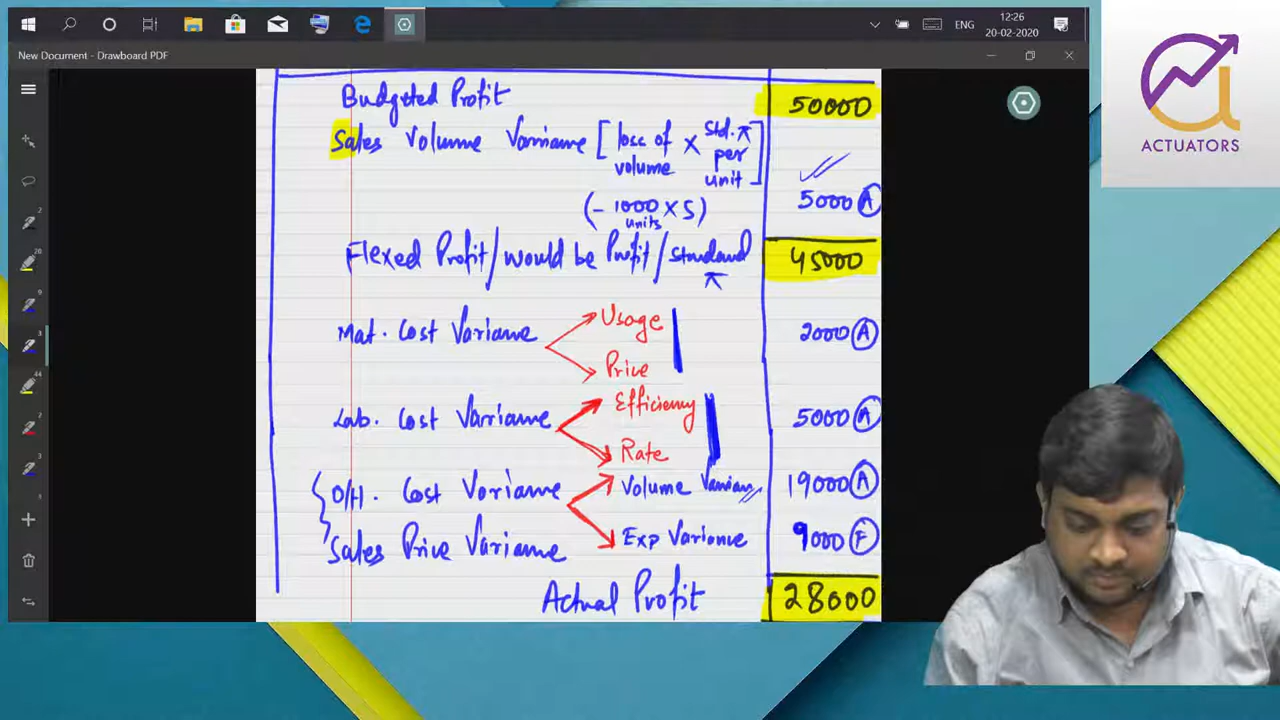 ENG
12:26
20-02-2020
New Document - Drawboard PDF
ACTUATORS
Budgeted Profit 50000
Sales Volume Variance [loss of volume × Std. π per unit] 5000 (A)
(- 1000 units × 5)
Flexed Profit/would be Profit/standard π 45000
Mat. Cost Variance Usage 2000 (A)
Price
Lab. Cost Variance Efficiency 5000 (A)
Rate
O/H. Cost Variance Volume Varian 19000 (A)
Sales Price Variance Exp Variance 9000 (F)
Actual Profit 28000